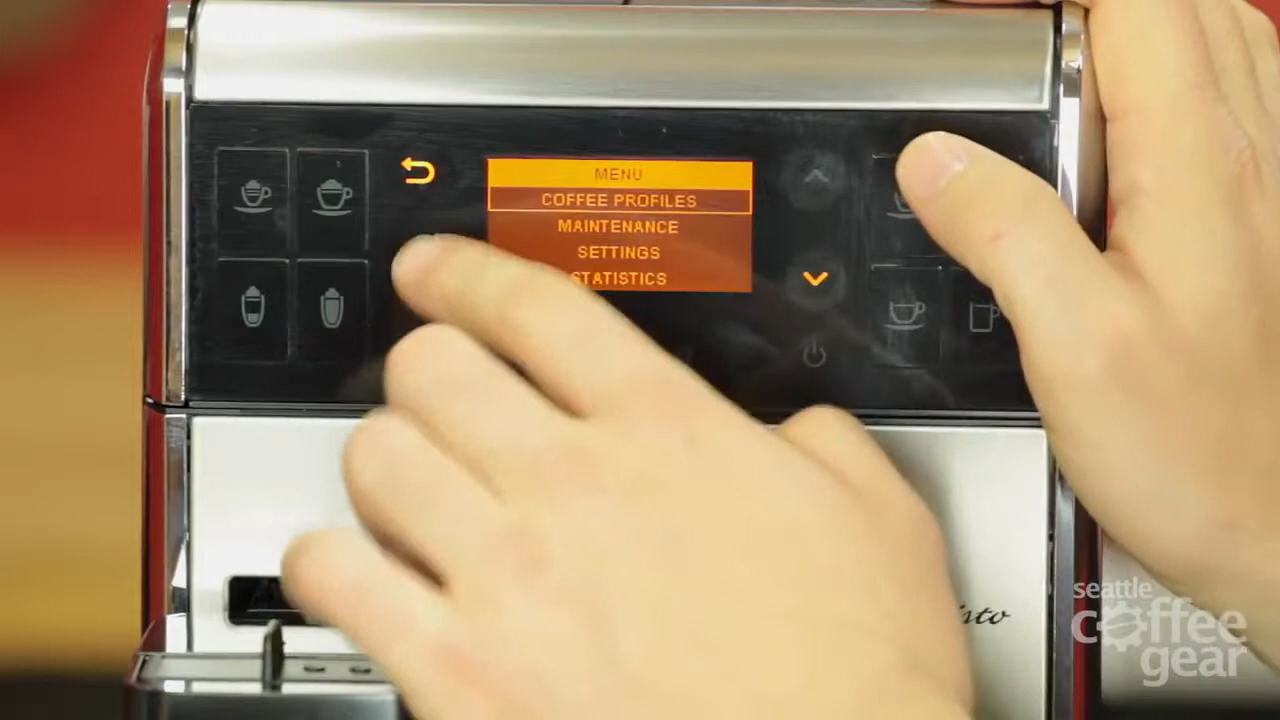 MENU
COFFEE PROFILES
MAINTENANCE
SETTINGS
STATISTICS
seattle
coffee
gear